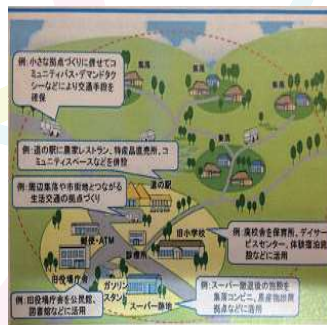 例：小さな拠点づくりに併せてコ
ミュニティバス・デマンドタク
シーなどにより交通手段を
確保
集落
集落
集落
集落
例：道の駅に農家レストラン、特産品直売所、コ
ミュニティスペースなどを併設
例：周辺集落や市街地とつながる
生活交通の拠点づくり
道の駅
郵便・ATM
診療所
旧小学校
例：廃校舎を保育所、デイサー
ビスセンター、体験宿泊施
設などに活用
旧役場庁舎
ガソリン
スタンド
スーパー跡地
例：旧役場庁舎を公民館、
図書館などに活用
例：スーパー撤退後の施設を
集落コンビニ、農産物出荷
拠点などに活用